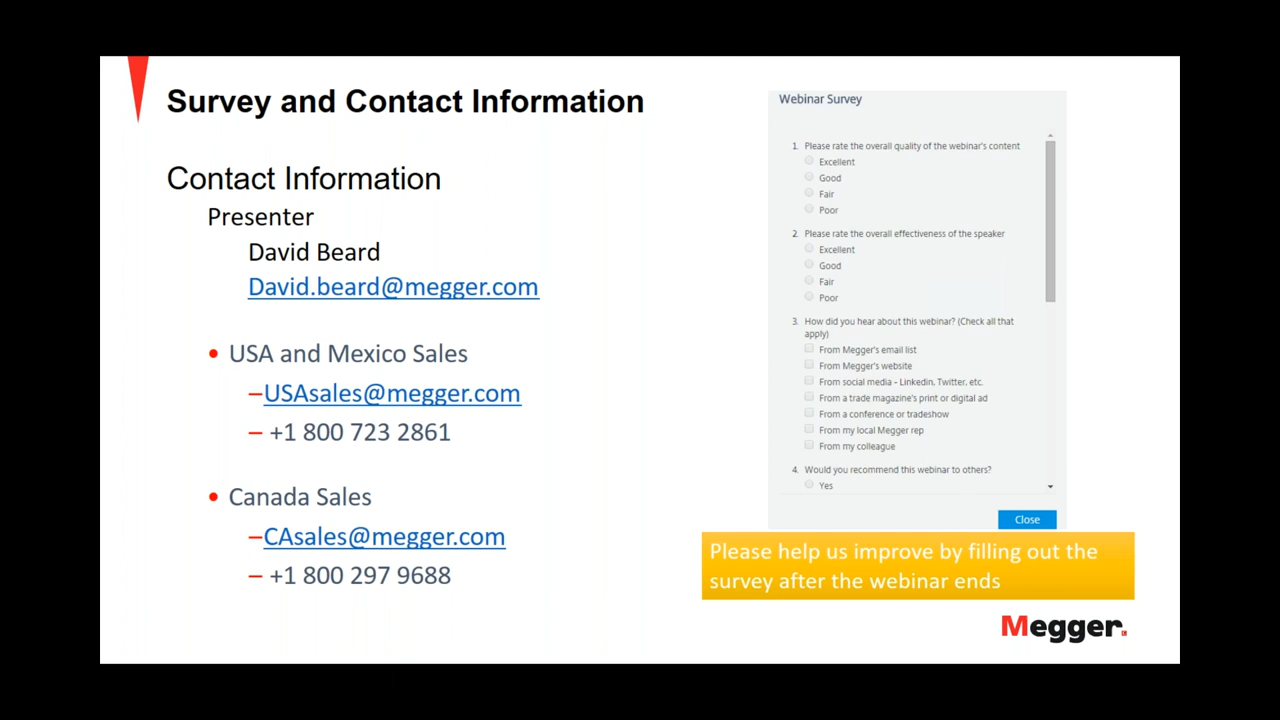 Survey and Contact Information
Contact Information
Presenter
David Beard
David.beard@megger.com
• USA and Mexico Sales
–USAsales@megger.com
– +1 800 723 2861
• Canada Sales
–CAsales@megger.com
– +1 800 297 9688
Webinar Survey
1. Please rate the overall quality of the webinar's content
Excellent
Good
Fair
Poor
2. Please rate the overall effectiveness of the speaker
Excellent
Good
Fair
Poor
3. How did you hear about this webinar? (Check all that
apply)
From Megger's email list
From Megger's website
From social media - Linkedin, Twitter, etc.
From a trade magazine's print or digital ad
From a conference or tradeshow
From my local Megger rep
From my colleague
4. Would you recommend this webinar to others?
Yes
Close
Please help us improve by filling out the
survey after the webinar ends
Megger.